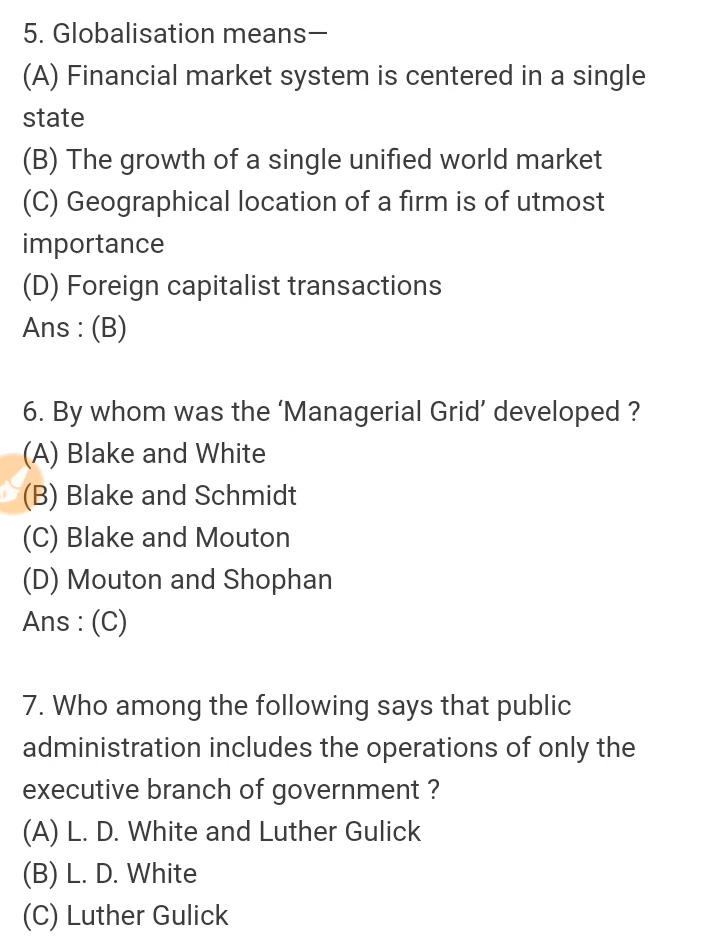 5. Globalisation means—
(A) Financial market system is centered in a single
state
(B) The growth of a single unified world market
(C) Geographical location of a firm is of utmost
importance
(D) Foreign capitalist transactions
Ans : (B)
6. By whom was the ‘Managerial Grid’ developed ?
(A) Blake and White
(B) Blake and Schmidt
(C) Blake and Mouton
(D) Mouton and Shophan
Ans : (C)
7. Who among the following says that public
administration includes the operations of only the
executive branch of government ?
(A) L. D. White and Luther Gulick
(B) L. D. White
(C) Luther Gulick